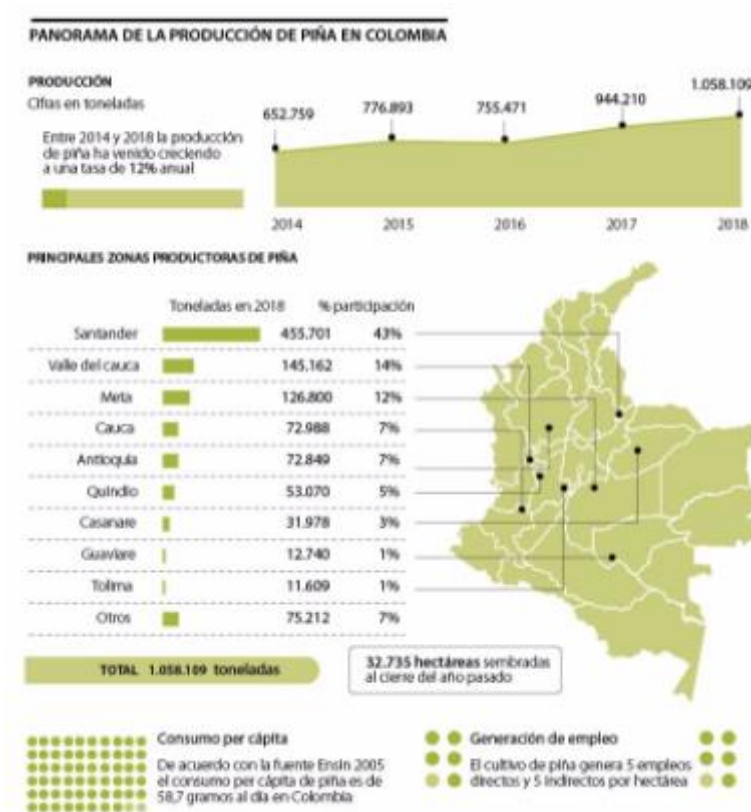 PANORAMA DE LA PRODUCCIÓN DE PIÑA EN COLOMBIA
PRODUCCIÓN
Cifras en toneladas
Entre 2014 y 2018 la producción
de piña ha venido creciendo
a una tasa de 12% anual
652.759
776.893
755.471
944.210
1.058.109
2014 2015 2016 2017 2018
PRINCIPALES ZONAS PRODUCTORAS DE PIÑA
Toneladas en 2018 % participación
Santander 455.701 43%
Valle del cauca 145.162 14%
Meta 126.800 12%
Cauca 72.988 7%
Antioquia 72.849 7%
Quindío 53.070 5%
Casanare 31.978 3%
Guaviare 12.740 1%
Tolima 11.609 1%
Otros 75.212 7%
TOTAL 1.058.109 toneladas
32.735 hectáreas sembradas
al cierre del año pasado
Consumo per cápita
De acuerdo con la fuente Ensin 2005
el consumo per cápita de piña es de
58,7 gramos al día en Colombia
Generación de empleo
El cultivo de piña genera 5 empleos
directos y 5 indirectos por hectárea